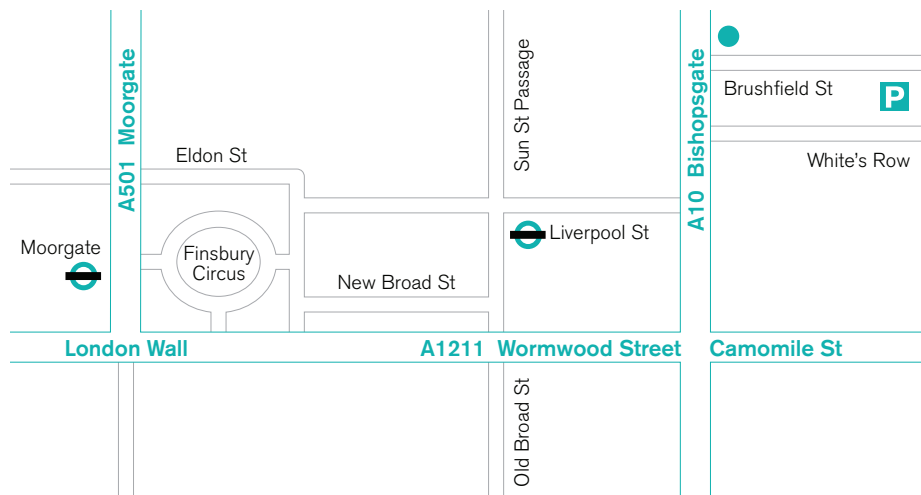 A501 Moorgate
Sun St Passage
A10 Bishopsgate
Brushfield St
P
Eldon St
White's Row
Moorgate
Finsbury
Circus
Liverpool St
New Broad St
London Wall
A1211 Wormwood Street
Camomile St
Old Broad St